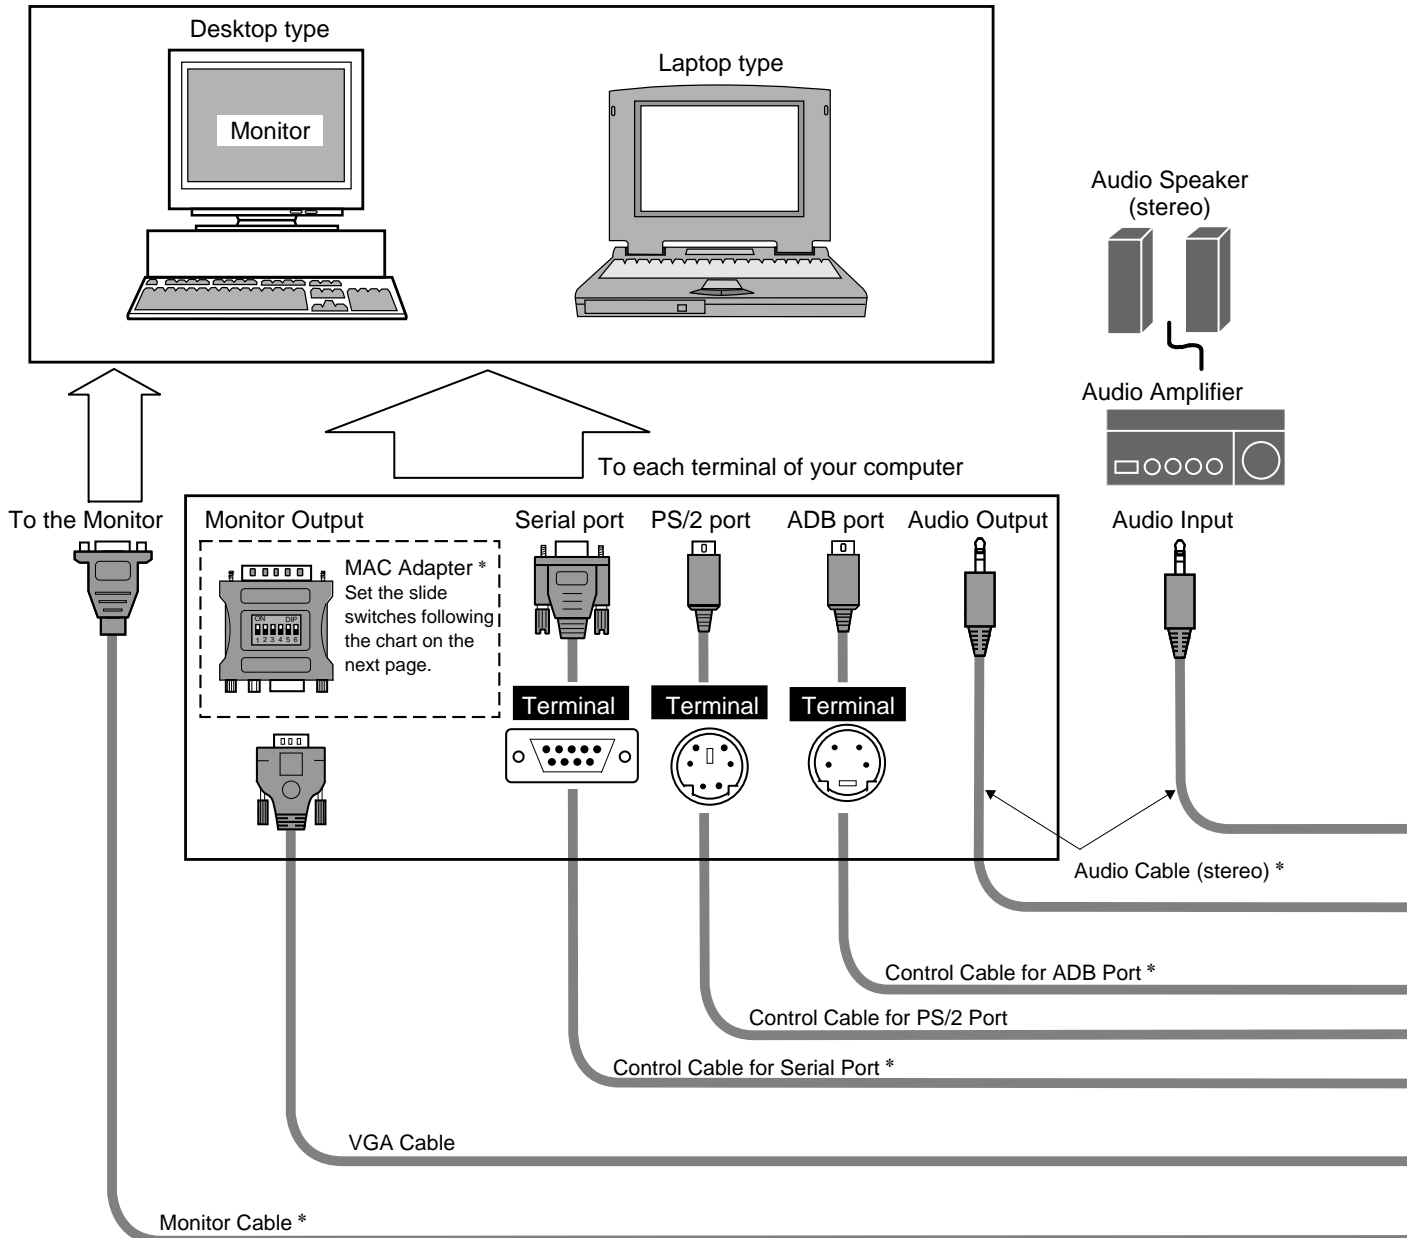 Desktop type
Laptop type
Monitor
Audio Speaker
(stereo)
Audio Amplifier
To each terminal of your computer
To the Monitor
Monitor Output
Serial port
PS/2 port
ADB port
Audio Output
Audio Input
MAC Adapter *
Set the slide
switches following
the chart on the
next page.
ON DIP
1 2 3 4 5 6
Terminal
Terminal
Terminal
Audio Cable (stereo) *
Control Cable for ADB Port *
Control Cable for PS/2 Port
Control Cable for Serial Port *
VGA Cable
Monitor Cable *